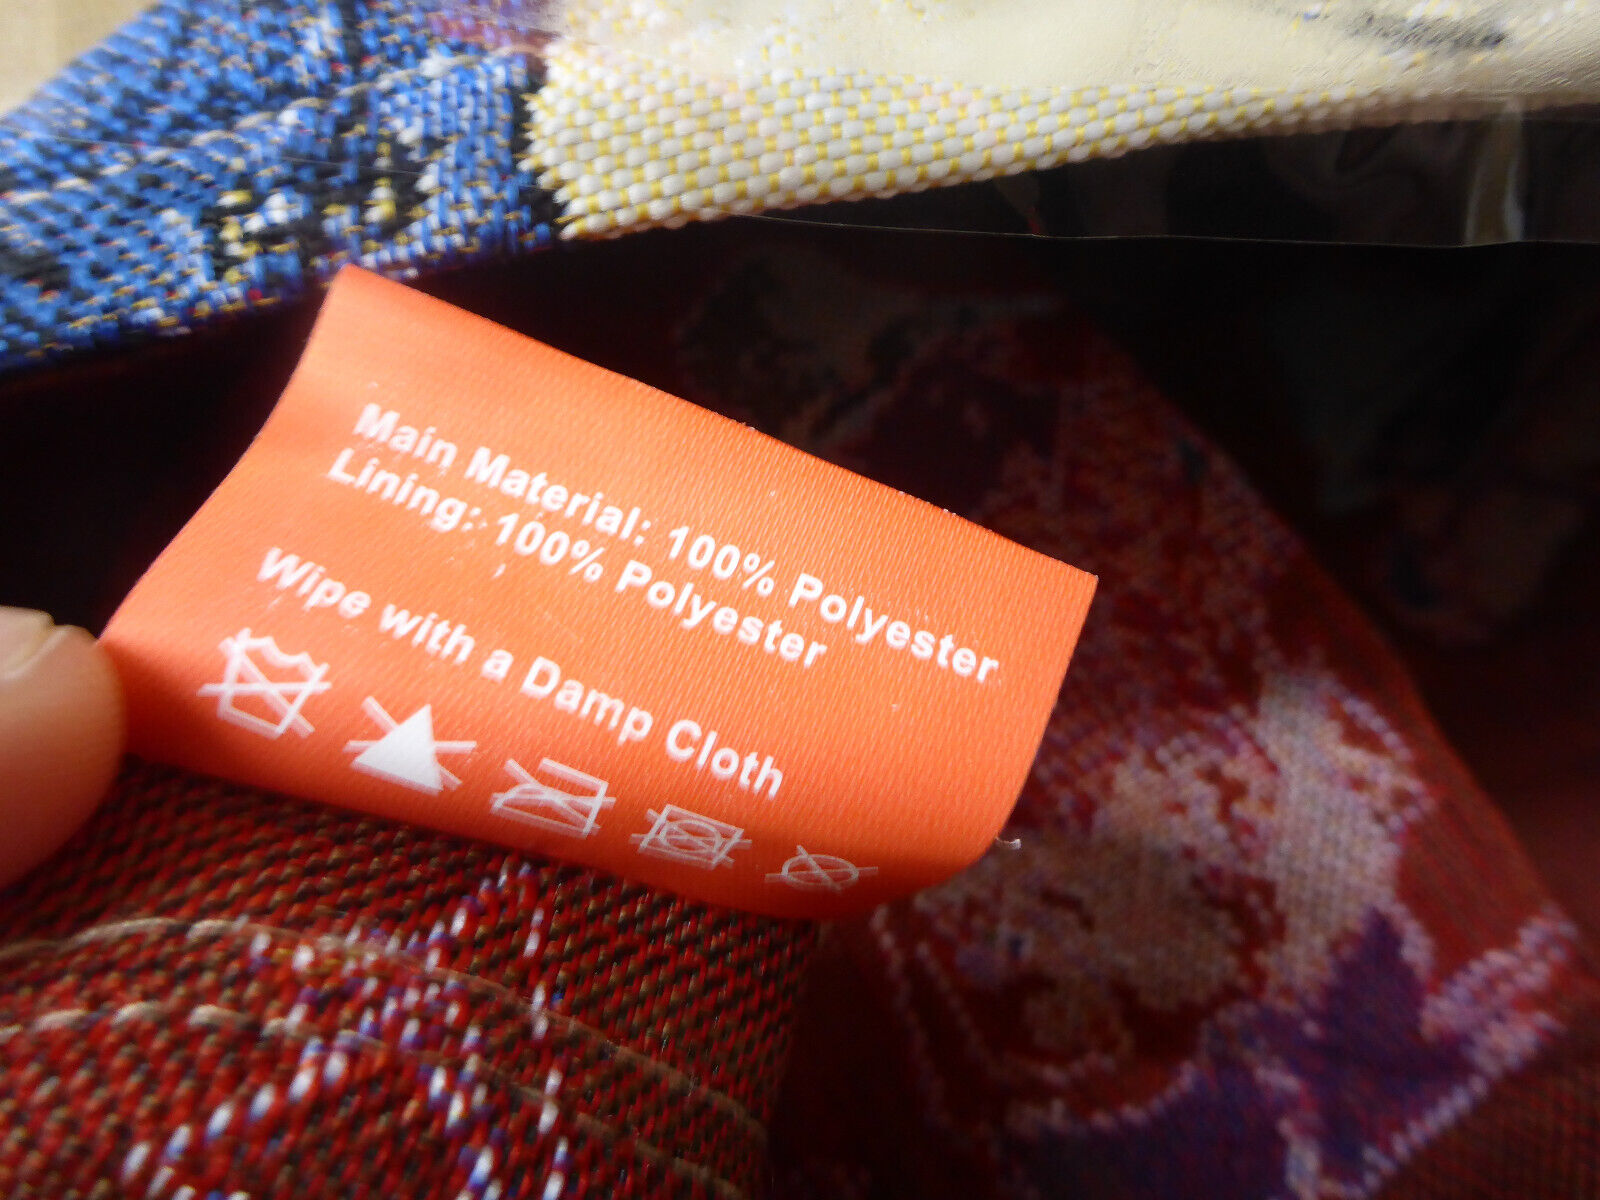 Main Material: 100% Polyester
Lining: 100% Polyester
Wipe with a Damp Cloth